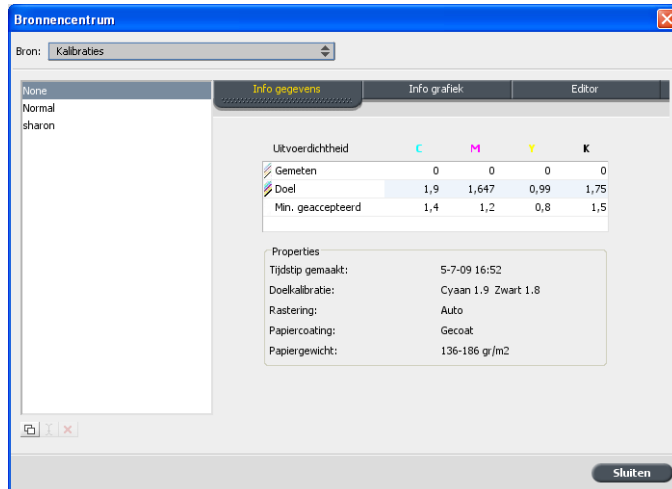 Bronnencentrum
Bron: Kalibraties
None
Normal
sharon
Info gegevens Info grafiek Editor
Uitvoerdichtheid C M Y K
Gemeten 0 0 0 0
Doel 1,9 1,647 0,99 1,75
Min. geaccepteerd 1,4 1,2 0,8 1,5
Properties
Tijdstip gemaakt: 5-7-09 16:52
Doelkalibratie: Cyaan 1.9 Zwart 1.8
Rastering: Auto
Papiercoating: Gecoat
Papiergewicht: 136-186 gr/m2
Sluiten